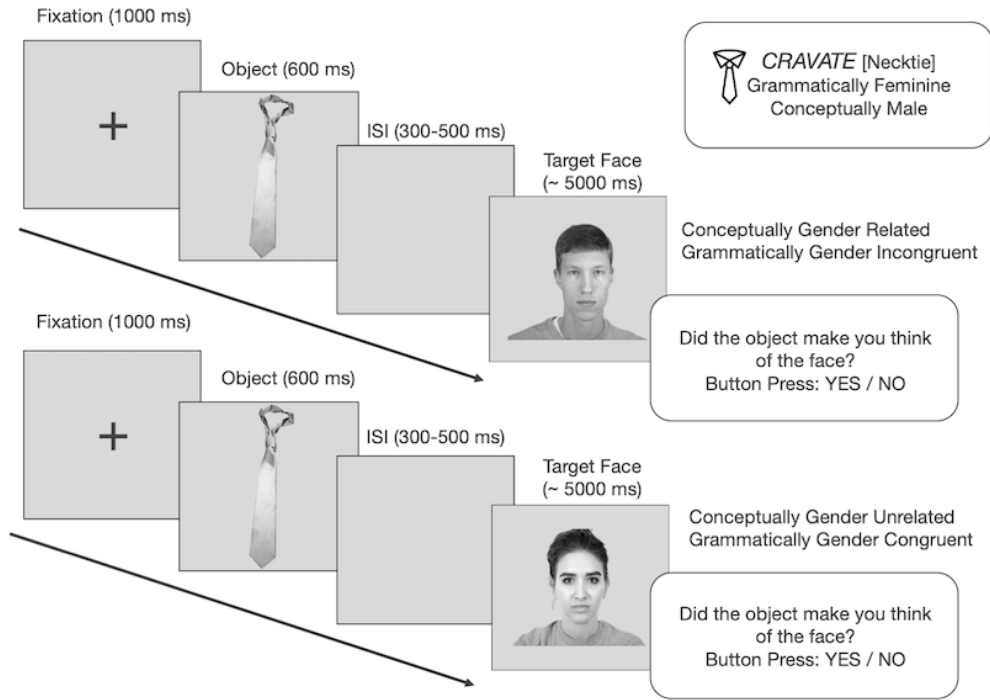 Fixation (1000 ms)
Object (600 ms)
ISI (300-500 ms)
Target Face
(~ 5000 ms)
CRAVATE [Necktie]
Grammatically Feminine
Conceptually Male
Conceptually Gender Related
Grammatically Gender Incongruent
Did the object make you think
of the face?
Button Press: YES / NO
Fixation (1000 ms)
Object (600 ms)
ISI (300-500 ms)
Target Face
(~ 5000 ms)
Conceptually Gender Unrelated
Grammatically Gender Congruent
Did the object make you think
of the face?
Button Press: YES / NO